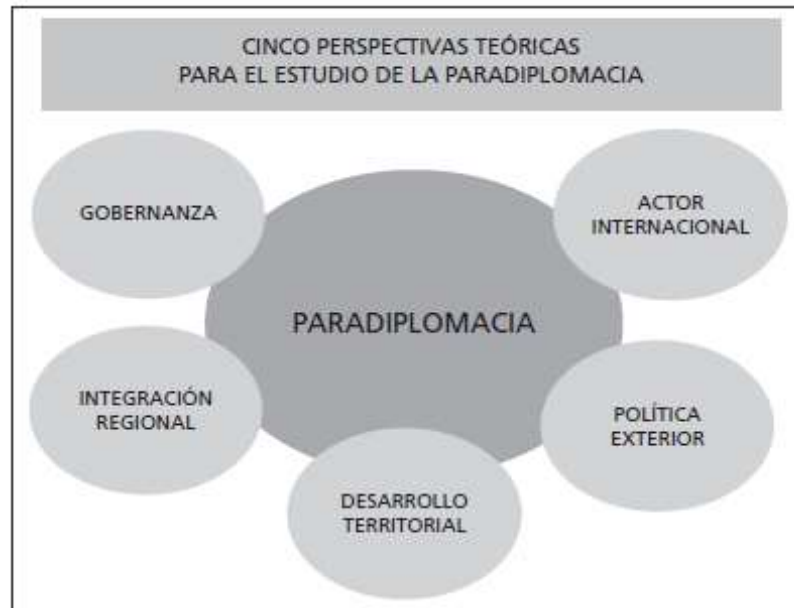 CINCO PERSPECTIVAS TEÓRICAS
PARA EL ESTUDIO DE LA PARADIPLOMACIA
GOBERNANZA
ACTOR
INTERNACIONAL
PARADIPLOMACIA
INTEGRACIÓN
REGIONAL
POLÍTICA
EXTERIOR
DESARROLLO
TERRITORIAL